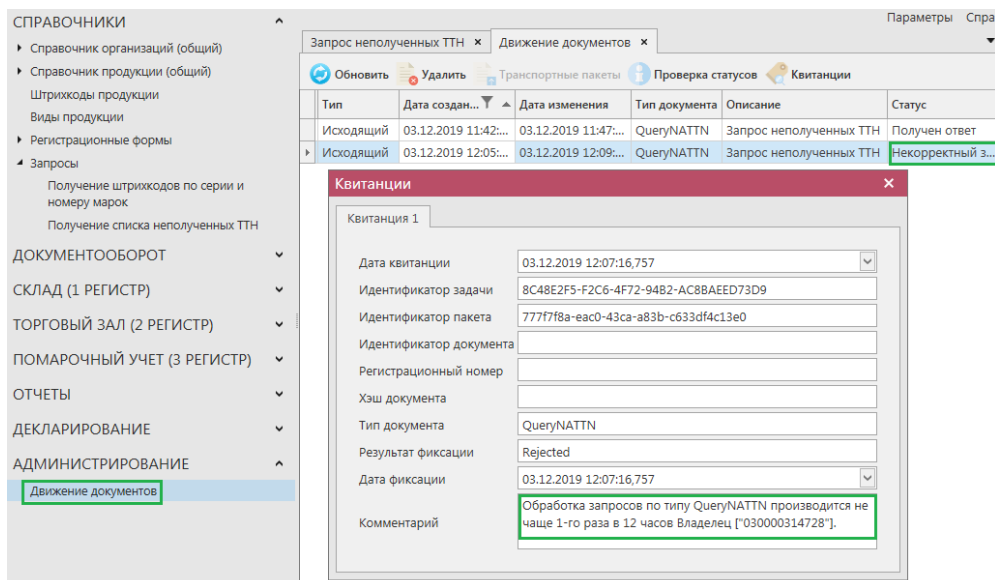 СПРАВОЧНИКИ
Справочник организаций (общий)
Справочник продукции (общий)
Штрихкоды продукции
Виды продукции
Регистрационные формы
Запросы
Получение штрихкодов по серии и
номеру марок
Получение списка неполученных ТТН
ДОКУМЕНТООБОРОТ
СКЛАД (1 РЕГИСТР)
ТОРГОВЫЙ ЗАЛ (2 РЕГИСТР)
ПОМАРОЧНЫЙ УЧЕТ (3 РЕГИСТР)
ОТЧЕТЫ
ДЕКЛАРИРОВАНИЕ
АДМИНИСТРИРОВАНИЕ
Движение документов
Параметры Спра
Запрос неполученных ТТН × Движение документов ×
Обновить Удалить Транспортные пакеты Проверка статусов Квитанции
Тип Дата создан... Дата изменения Тип документа Описание Статус
Исходящий 03.12.2019 11:42:... 03.12.2019 11:47:... QueryNATTN Запрос неполученных ТТН Получен ответ
Исходящий 03.12.2019 12:05:... 03.12.2019 12:09:... QueryNATTN Запрос неполученных ТТН Некорректный з...
Квитанции ×
Квитанция 1
Дата квитанции 03.12.2019 12:07:16,757
Идентификатор задачи 8C48E2F5-F2C6-4F72-94B2-AC8BAEED73D9
Идентификатор пакета 777f7f8a-eac0-43ca-a83b-c633df4c13e0
Идентификатор документа
Регистрационный номер
Хэш документа
Тип документа QueryNATTN
Результат фиксации Rejected
Дата фиксации 03.12.2019 12:07:16,757
Комментарий
Обработка запросов по типу QueryNATTN производится не
чаще 1-го раза в 12 часов Владелец ["030000314728"].